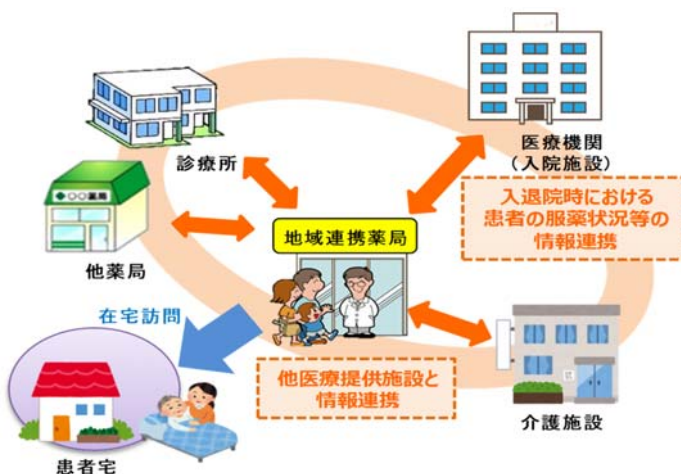 診療所
医療機関
(入院施設)
入退院時における
患者の服薬状況等の
情報連携
○○薬局
他薬局
地域連携薬局
在宅訪問
他医療提供施設と
情報連携
介護施設
患者宅